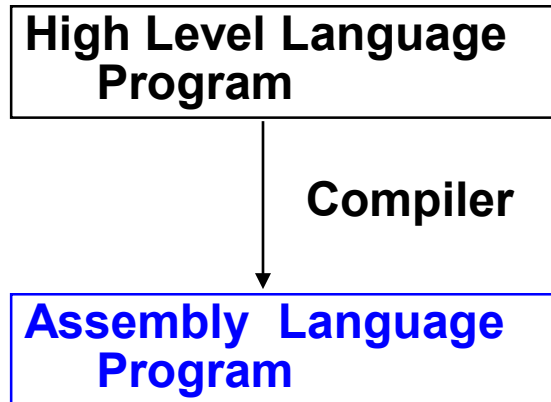 High Level Language
Program
Compiler
Assembly Language
Program